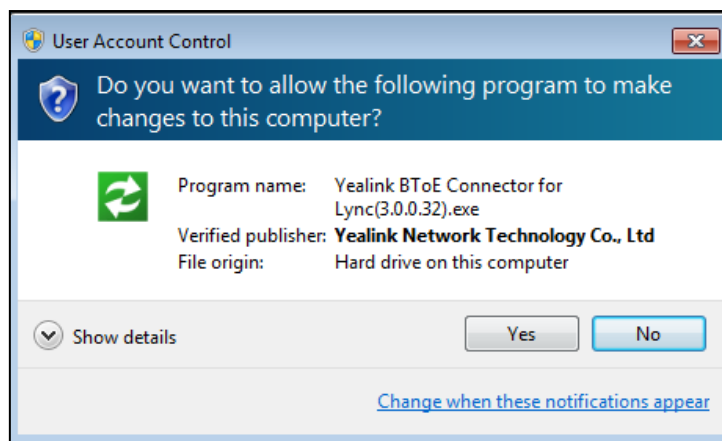 User Account Control
Do you want to allow the following program to make
changes to this computer?
Program name: Yealink BToE Connector for
Lync(3.0.0.32).exe
Verified publisher: Yealink Network Technology Co., Ltd
File origin: Hard drive on this computer
Show details
Yes
No
Change when these notifications appear